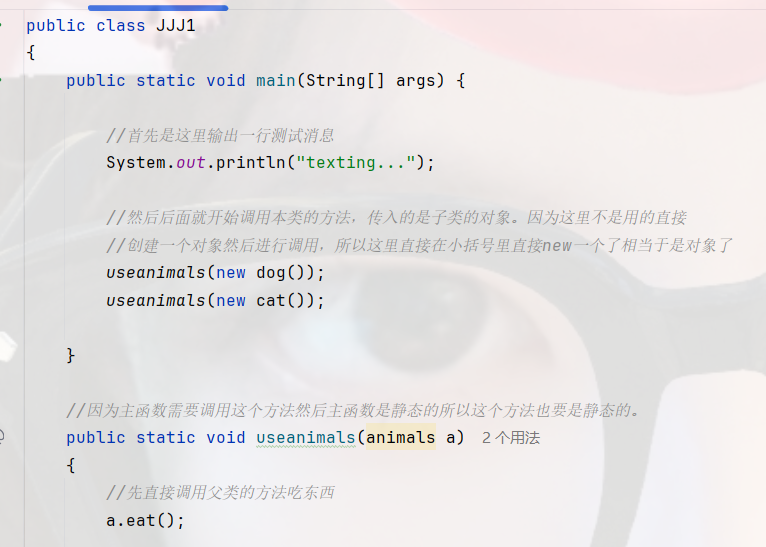 public class JJJ1
{
public static void main(String[] args) {
//首先是这里输出一行测试消息
System.out.println("texting...");
//然后后面就开始调用本类的方法，传入的是子类的对象。因为这里不是用的直接
//创建一个对象然后进行调用，所以这里直接在小括号里直接new一个了相当于是对象了
useanimals(new dog());
useanimals(new cat());
}
//因为主函数需要调用这个方法然后主函数是静态的所以这个方法也要是静态的。
public static void useanimals(animals a) 2 个用法
{
//先直接调用父类的方法吃东西
a.eat();